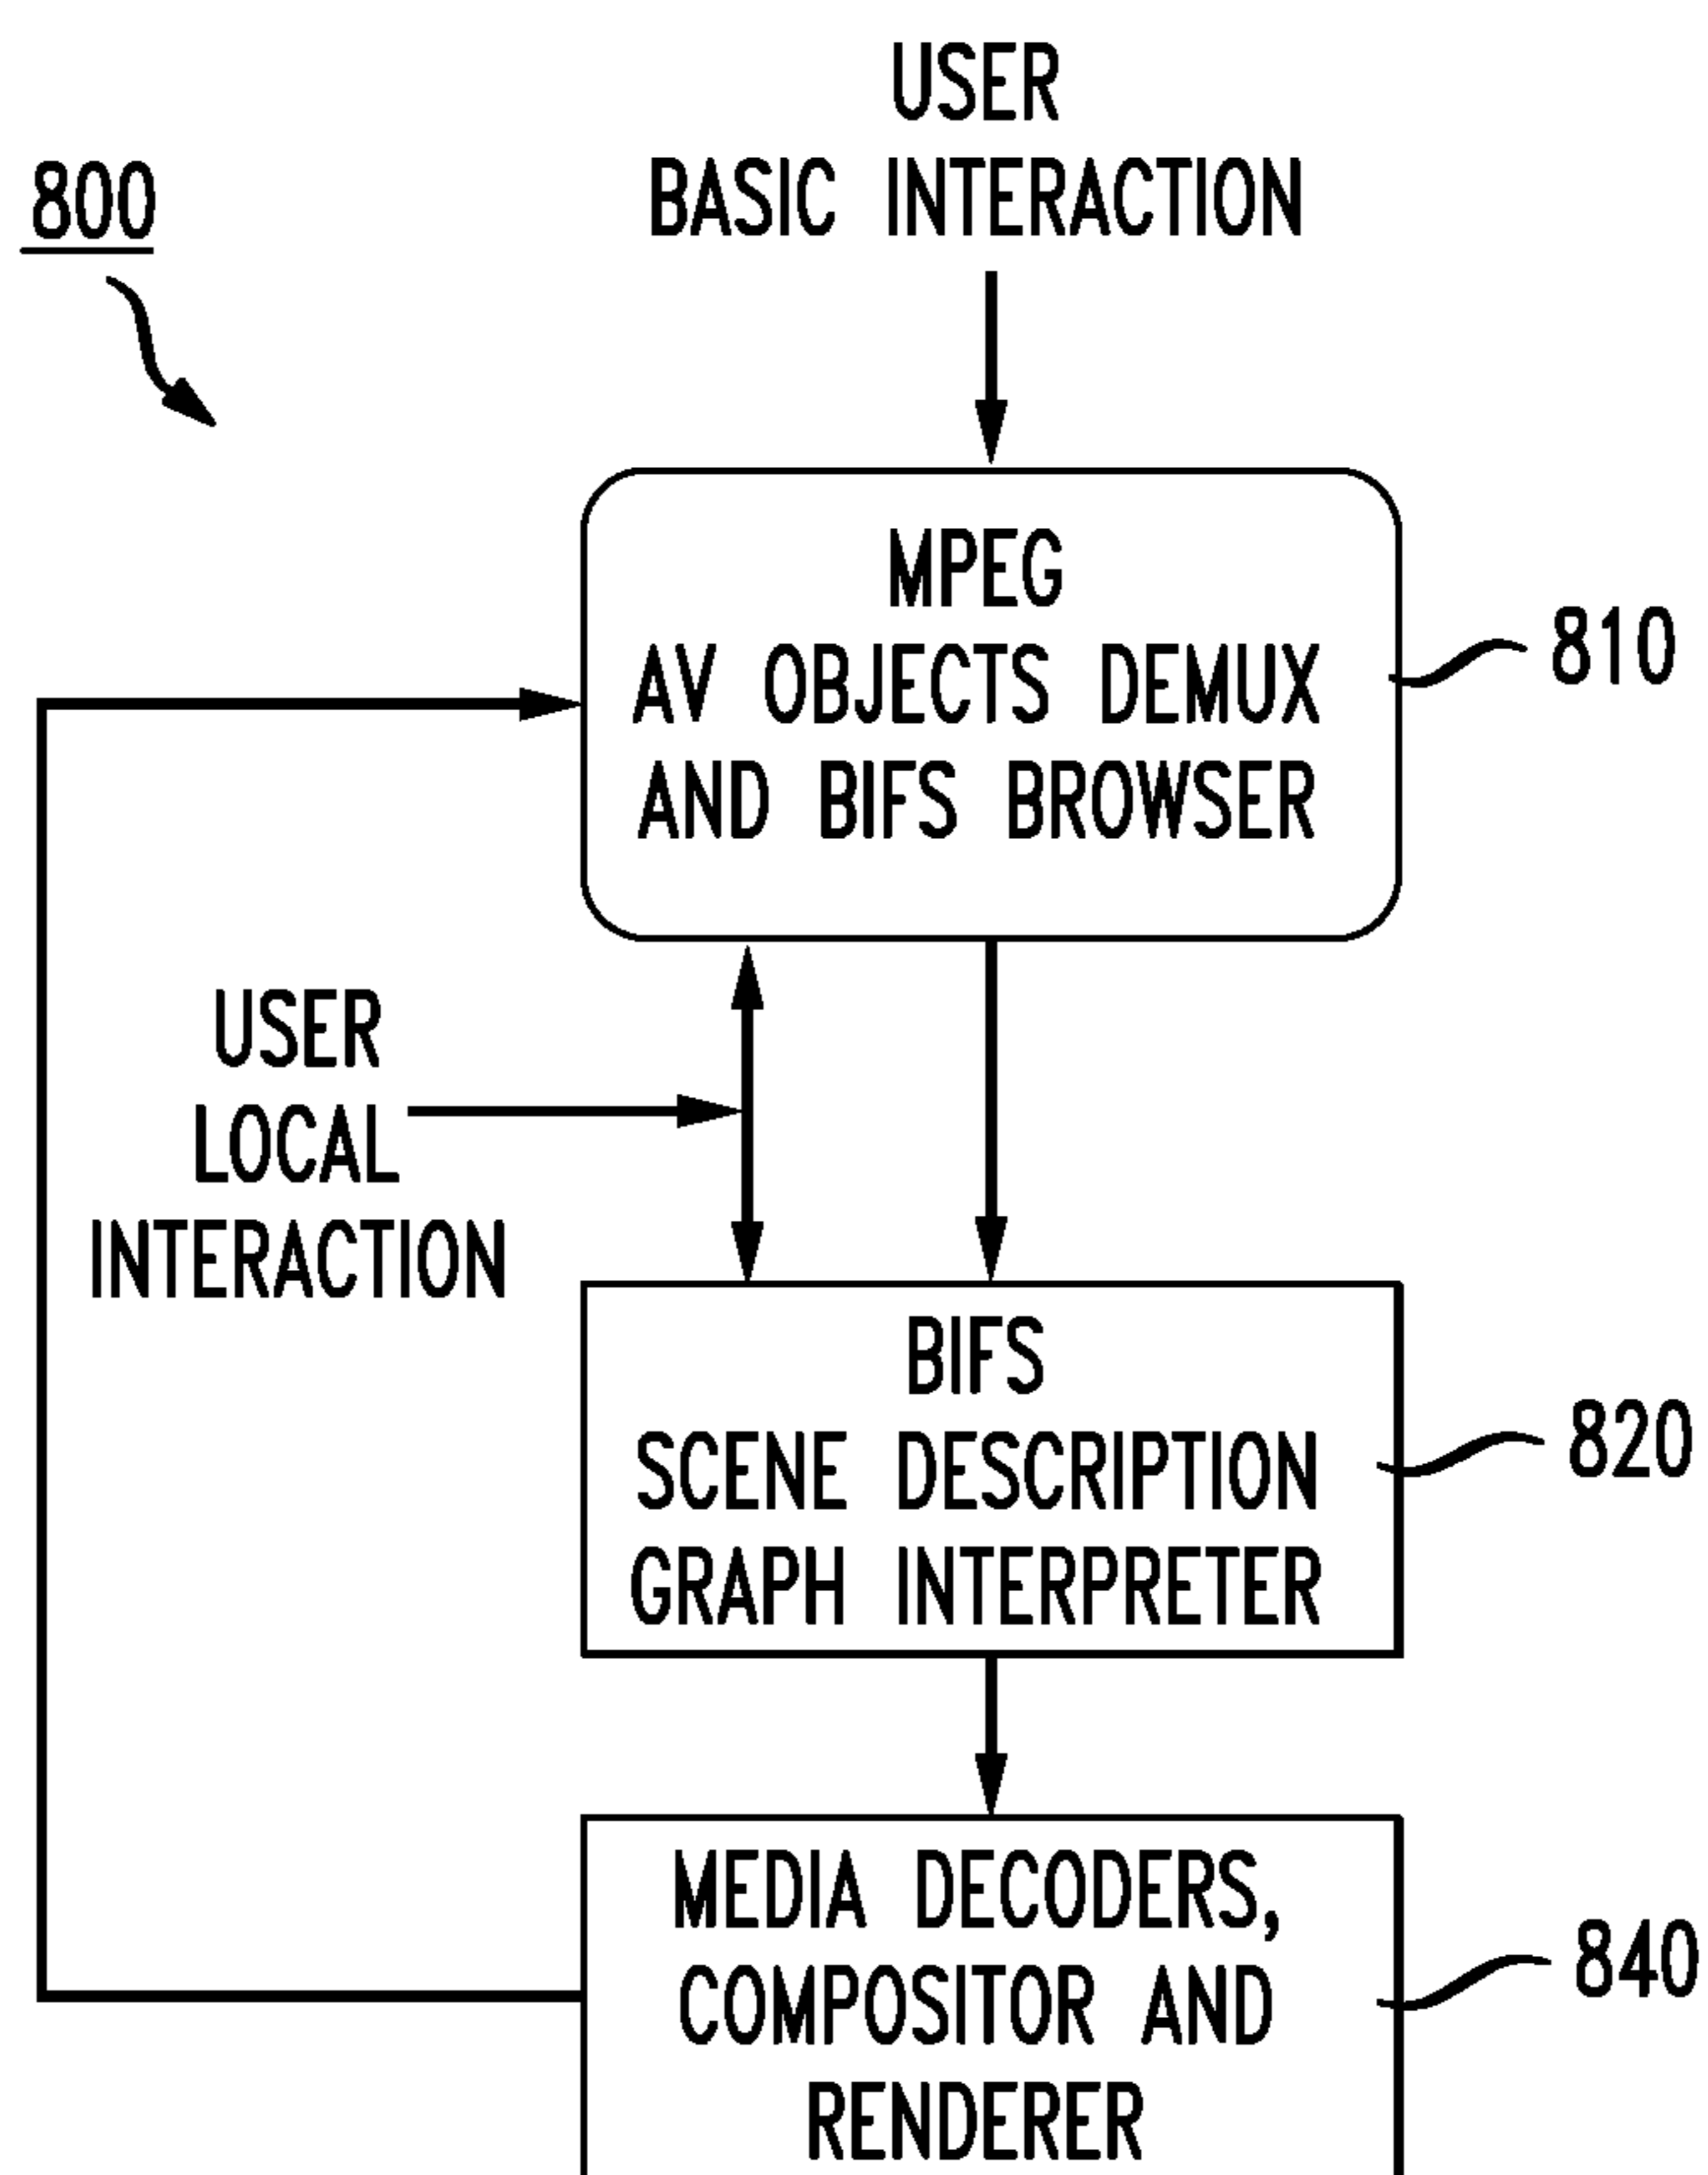 USER
BASIC INTERACTION
800
MPEG
AV OBJECTS DEMUX
AND BIFS BROWSER
810
USER
LOCAL
INTERACTION
BIFS
SCENE DESCRIPTION
GRAPH INTERPRETER
820
MEDIA DECODERS,
COMPOSITOR AND
RENDERER
840